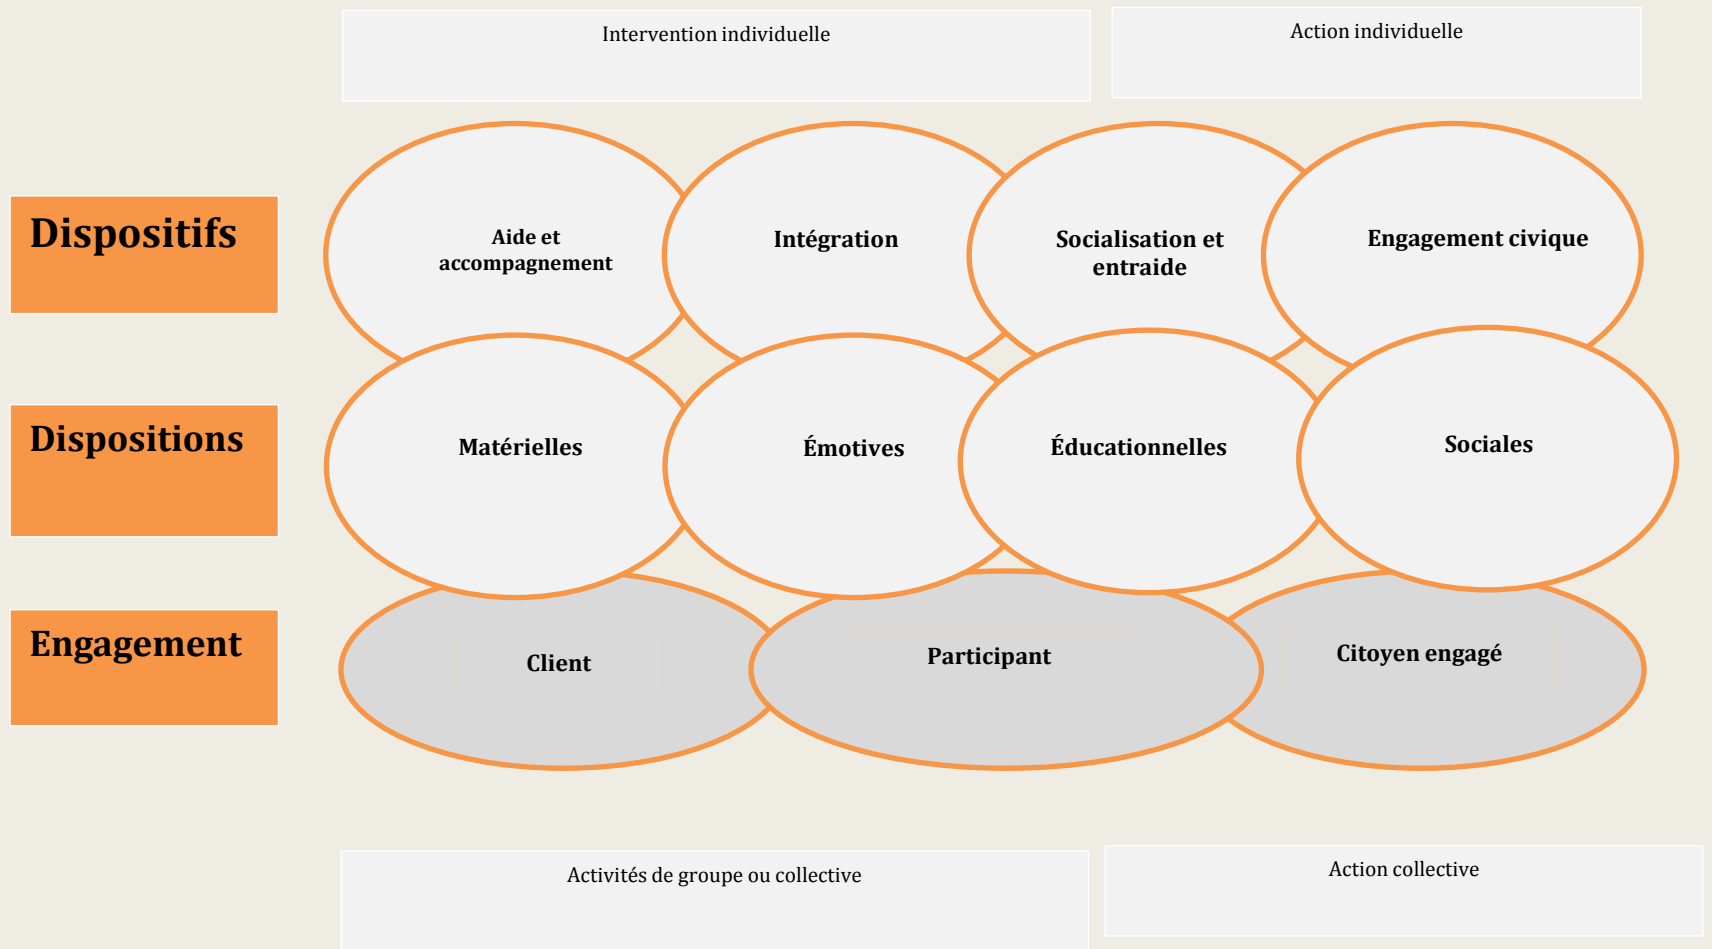 Intervention individuelle
Action individuelle
Dispositifs
Aide et
accompagnement
Intégration
Socialisation et
entraide
Engagement civique
Dispositions
Matérielles
Émotives
Éducationnelles
Sociales
Engagement
Client
Participant
Citoyen engagé
Activités de groupe ou collective
Action collective